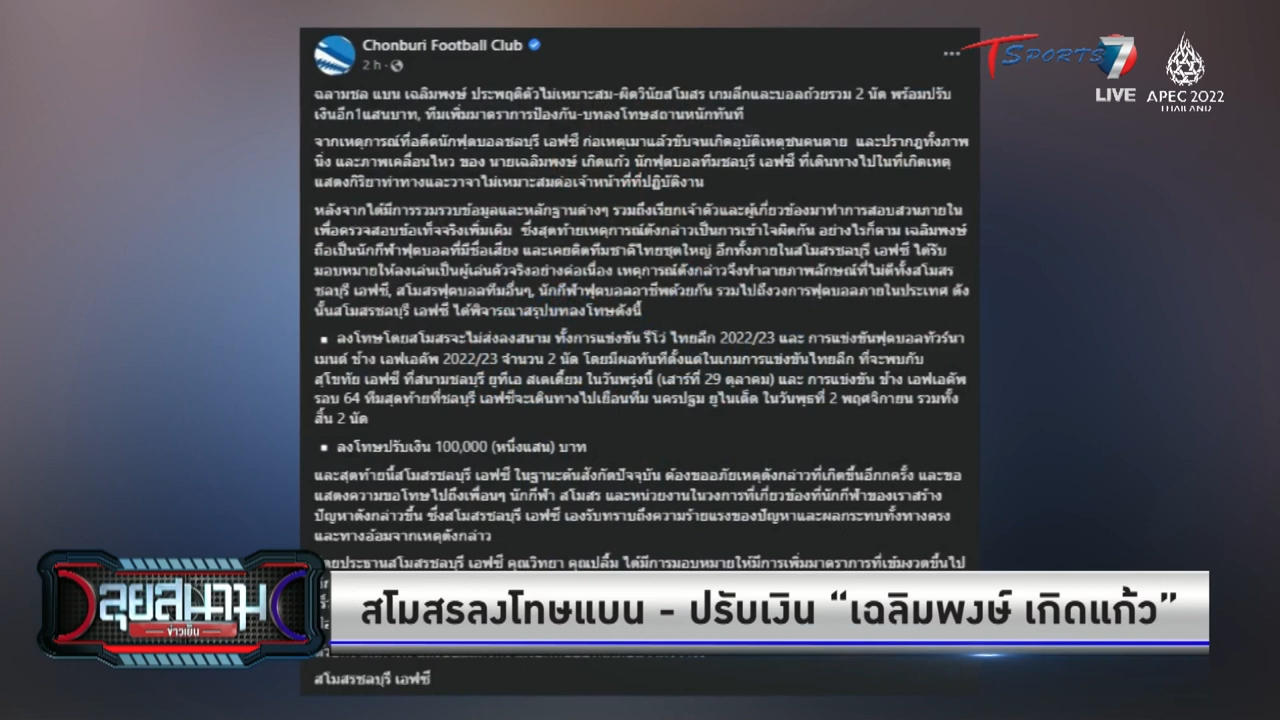 Chonburi Football Club
2 h
T SPORTS 7
LIVE
APEC 2022
THAILAND
ฉลามชล แบน เฉลิมพงษ์ ประพฤติตัวไม่เหมาะสม-ผิดวินัยสโมสร เกมลีกและบอลถ้วยรวม 2 นัด พร้อมปรับ
เงินอีก1แสนบาท, ทีมเพิ่มมาตราการป้องกัน-บทลงโทษสถานหนักทันที
จากเหตุการณ์ที่อดีตนักฟุตบอลชลบุรี เอฟซี ก่อเหตุเมาแล้วขับจนเกิดอุบัติเหตุชนคนตาย และปรากฎทั้งภาพ
นิ่ง และภาพเคลื่อนไหว ของ นายเฉลิมพงษ์ เกิดแก้ว นักฟุตบอลทีมชลบุรี เอฟซี ที่เดินทางไปในที่เกิดเหตุ
แสดงกิริยาท่าทางและวาจาไม่เหมาะสมต่อเจ้าหน้าที่ที่ปฏิบัติงาน
หลังจากได้มีการรวมรวบข้อมูลและหลักฐานต่างๆ รวมถึงเรียกเจ้าตัวและผู้เกี่ยวข้องมาทำการสอบสวนภายใน
เพื่อตรวจสอบข้อเท็จจริงเพิ่มเติม ซึ่งสุดท้ายเหตุการณ์ดังกล่าวเป็นการเข้าใจผิดกัน อย่างไรก็ตาม เฉลิมพงษ์
ถือเป็นนักกีฬาฟุตบอลที่มีชื่อเสียง และเคยติดทีมชาติไทยชุดใหญ่ อีกทั้งภายในสโมสรชลบุรี เอฟซี ได้รับ
มอบหมายให้ลงเล่นเป็นผู้เล่นตัวจริงอย่างต่อเนื่อง เหตุการณ์ดังกล่าวจึงทำลายภาพลักษณ์ที่ไม่ดีทั้งสโมสร
ชลบุรี เอฟซี, สโมสรฟุตบอลทีมอื่นๆ, นักกีฬาฟุตบอลอาชีพด้วยกัน รวมไปถึงวงการฟุตบอลภายในประเทศ ดัง
นั้นสโมสรชลบุรี เอฟซี ได้พิจารณาสรุปบทลงโทษดังนี้
▪ ลงโทษโดยสโมสรจะไม่ส่งลงสนาม ทั้งการแข่งขัน รีโว่ ไทยลีก 2022/23 และ การแข่งขันฟุตบอลทัวร์นา
เมนต์ ช้าง เอฟเอคัพ 2022/23 จำนวน 2 นัด โดยมีผลทันทีตั้งแต่ในเกมการแข่งขันไทยลีก ที่จะพบกับ
สุโขทัย เอฟซี ที่สนามชลบุรี ยูทีเอ สเตเดี้ยม ในวันพรุ่งนี้ (เสาร์ที่ 29 ตุลาคม) และ การแข่งขัน ช้าง เอฟเอคัพ
รอบ 64 ทีมสุดท้ายที่ชลบุรี เอฟซีจะเดินทางไปเยือนทีม นครปฐม ยูไนเต็ด ในวันพุธที่ 2 พฤศจิกายน รวมทั้ง
สิ้น 2 นัด
▪ ลงโทษปรับเงิน 100,000 (หนึ่งแสน) บาท
และสุดท้ายนี้สโมสรชลบุรี เอฟซี ในฐานะต้นสังกัดปัจจุบัน ต้องขออภัยเหตุดังกล่าวที่เกิดขึ้นอีกครั้ง และขอ
แสดงความขอโทษไปถึงเพื่อนๆ นักกีฬา สโมสร และหน่วยงานในวงการที่เกี่ยวข้องที่นักกีฬาของเราสร้าง
ปัญหาดังกล่าวขึ้น ซึ่งสโมสรชลบุรี เอฟซี เองรับทราบถึงความร้ายแรงของปัญหาและผลกระทบทั้งทางตรง
และทางอ้อมจากเหตุดังกล่าว
ประธานสโมสรชลบุรี เอฟซี คุณวิทยา คุณปลื้ม ได้มีการมอบหมายให้มีการเพิ่มมาตราการที่เข้มงวดขึ้นไป
ลุยสนาม
ข่าวเย็น
สโมสรลงโทษแบน - ปรับเงิน “เฉลิมพงษ์ เกิดแก้ว”
สโมสรชลบุรี เอฟซี